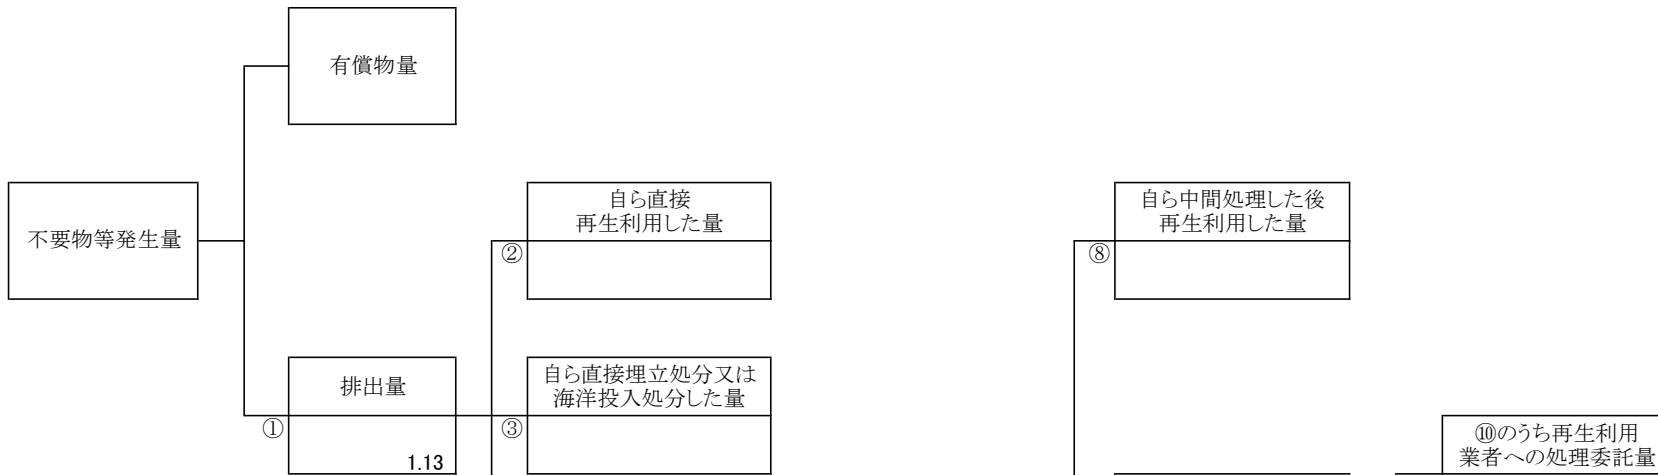 有償物量
不要物等発生量
自ら直接
再生利用した量
②
自ら中間処理した後
再生利用した量
⑧
排出量
①
1.13
自ら直接埋立処分又は
海洋投入処分した量
③
⑩のうち再生利用
業者への処理委託量